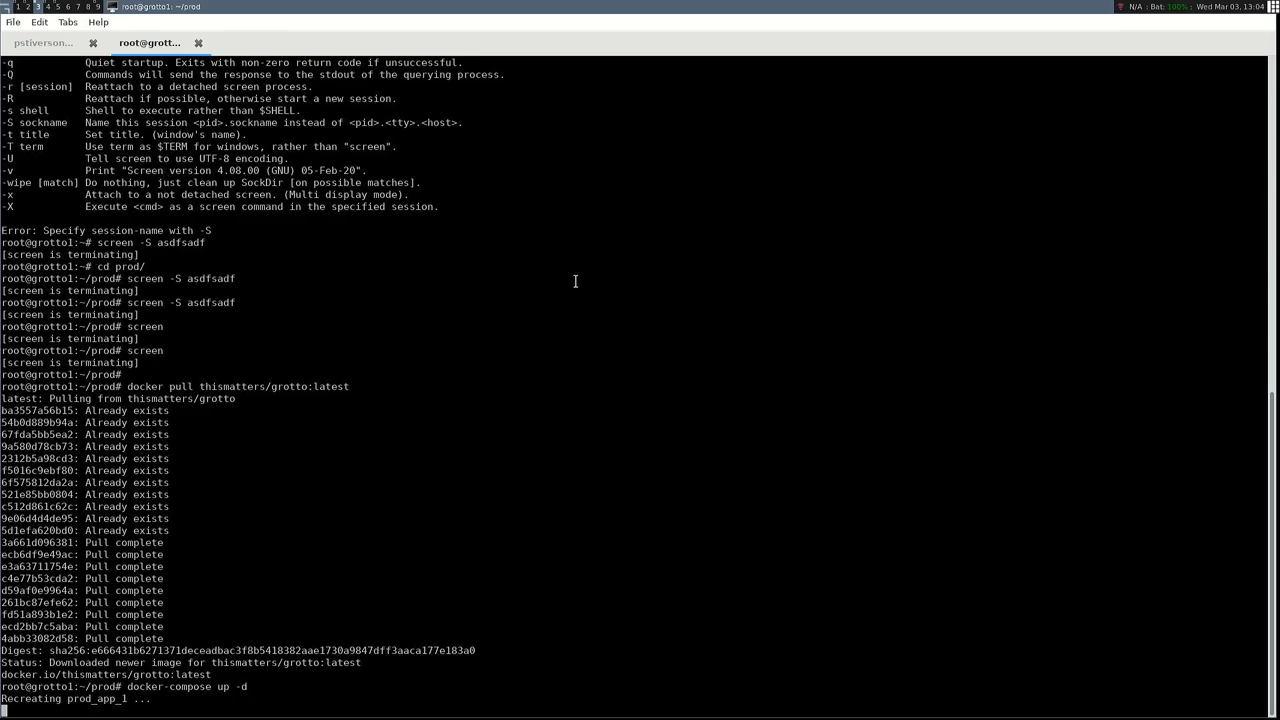 1 2 3 4 5 6 7 8 9 root@grotto1: ~/prod N/A : Bat: 100% : Wed Mar 03, 13:04
File Edit Tabs Help
pstiverson... root@grott...
-q Quiet startup. Exits with non-zero return code if unsuccessful.
-Q Commands will send the response to the stdout of the querying process.
-r [session] Reattach to a detached screen process.
-R Reattach if possible, otherwise start a new session.
-s shell Shell to execute rather than $SHELL.
-S sockname Name this session <pid>.sockname instead of <pid>.<tty>.<host>.
-t title Set title. (window's name).
-T term Use term as $TERM for windows, rather than "screen".
-U Tell screen to use UTF-8 encoding.
-v Print "Screen version 4.08.00 (GNU) 05-Feb-20".
-wipe [match] Do nothing, just clean up SockDir [on possible matches].
-x Attach to a not detached screen. (Multi display mode).
-X Execute <cmd> as a screen command in the specified session.
Error: Specify session-name with -S
root@grotto1:~# screen -S asdfsadf
[screen is terminating]
root@grotto1:~# cd prod/
root@grotto1:~/prod# screen -S asdfsadf
[screen is terminating]
root@grotto1:~/prod# screen -S asdfsadf
[screen is terminating]
root@grotto1:~/prod# screen
[screen is terminating]
root@grotto1:~/prod# screen
[screen is terminating]
root@grotto1:~/prod#
root@grotto1:~/prod# docker pull thismatters/grotto:latest
latest: Pulling from thismatters/grotto
ba3557a56b15: Already exists
54b0d889b94a: Already exists
67fda5bb5ea2: Already exists
9a580d78cb73: Already exists
2312b5a98cd3: Already exists
f5016c9ebf80: Already exists
6f575812da2a: Already exists
521e85bb0804: Already exists
c512d861c62c: Already exists
9e06d4d4de95: Already exists
5d1efa620bd0: Already exists
3a661d096381: Pull complete
ecb6df9e49ac: Pull complete
e3a63711754e: Pull complete
c4e77b53cda2: Pull complete
d59af0e9964a: Pull complete
261bc87efe62: Pull complete
fd51a893b1e2: Pull complete
ecd2bb7c5aba: Pull complete
4abb33082d58: Pull complete
Digest: sha256:e666431b6271371deceadbac3f8b5418382aae1730a9847dff3aaca177e183a0
Status: Downloaded newer image for thismatters/grotto:latest
docker.io/thismatters/grotto:latest
root@grotto1:~/prod# docker-compose up -d
Recreating prod_app_1 ...